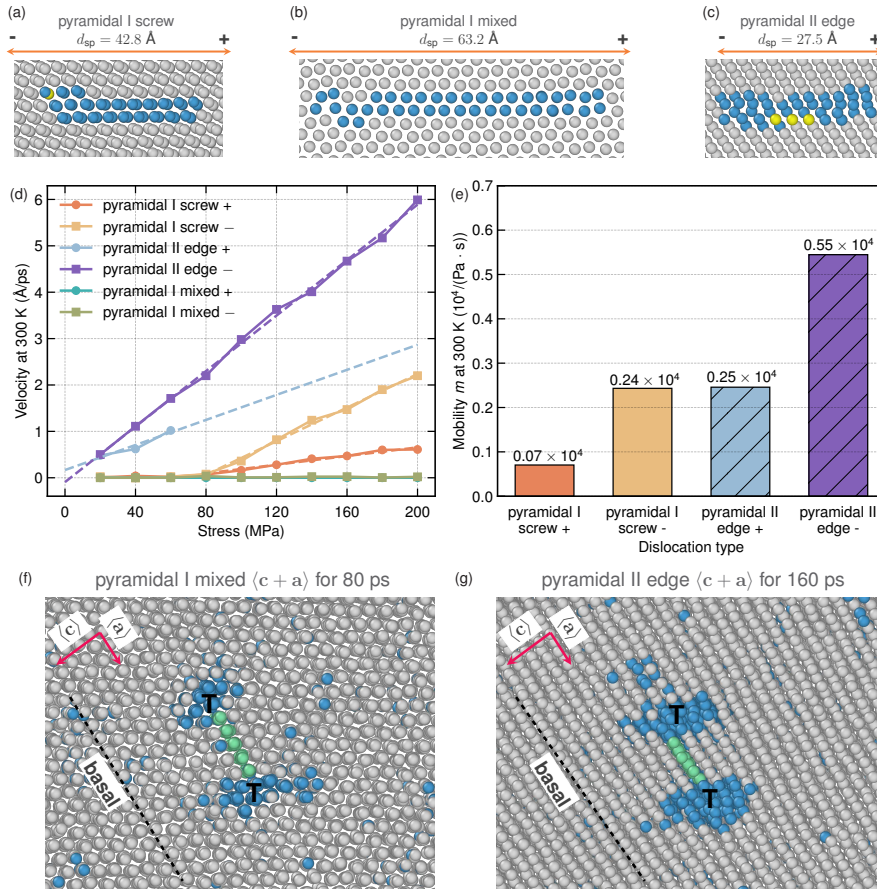 (a)
pyramidal I screw
- d_sp = 42.8 Å +
(b)
pyramidal I mixed
- d_sp = 63.2 Å +
(c)
pyramidal II edge
- d_sp = 27.5 Å +
(d)
Velocity at 300 K (Å/ps)
6
5
4
3
2
1
0
pyramidal I screw +
pyramidal I screw −
pyramidal II edge +
pyramidal II edge −
pyramidal I mixed +
pyramidal I mixed −
0 40 80 120 160 200
Stress (MPa)
(e)
Mobility m at 300 K (10⁴/(Pa · s))
0.7
0.6
0.5
0.4
0.3
0.2
0.1
0.0
0.07 × 10⁴
0.24 × 10⁴
0.25 × 10⁴
0.55 × 10⁴
pyramidal I screw +
pyramidal I screw -
pyramidal II edge +
pyramidal II edge -
Dislocation type
(f)
pyramidal I mixed ⟨c + a⟩ for 80 ps
⟨c⟩
⟨a⟩
T
T
basal
(g)
pyramidal II edge ⟨c + a⟩ for 160 ps
⟨c⟩
⟨a⟩
T
T
basal